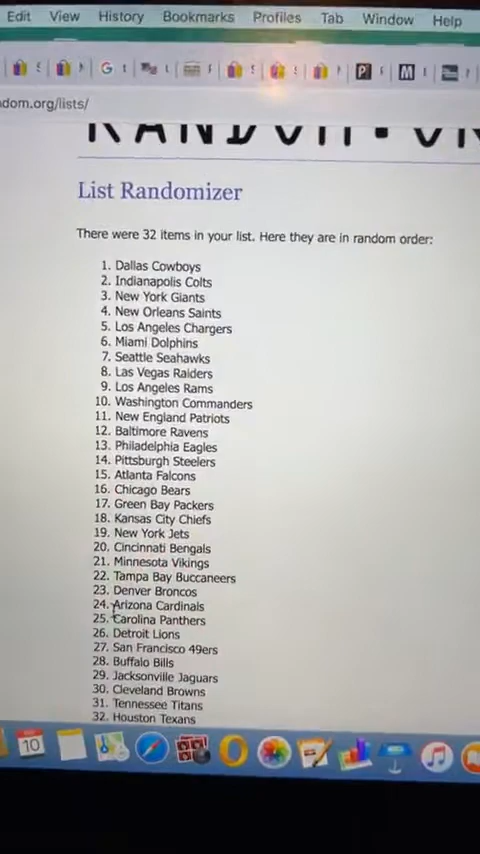 Edit View History Bookmarks Profiles Tab Window Help
dom.org/lists/
List Randomizer
There were 32 items in your list. Here they are in random order:
1. Dallas Cowboys
2. Indianapolis Colts
3. New York Giants
4. New Orleans Saints
5. Los Angeles Chargers
6. Miami Dolphins
7. Seattle Seahawks
8. Las Vegas Raiders
9. Los Angeles Rams
10. Washington Commanders
11. New England Patriots
12. Baltimore Ravens
13. Philadelphia Eagles
14. Pittsburgh Steelers
15. Atlanta Falcons
16. Chicago Bears
17. Green Bay Packers
18. Kansas City Chiefs
19. New York Jets
20. Cincinnati Bengals
21. Minnesota Vikings
22. Tampa Bay Buccaneers
23. Denver Broncos
24. Arizona Cardinals
25. Carolina Panthers
26. Detroit Lions
27. San Francisco 49ers
28. Buffalo Bills
29. Jacksonville Jaguars
30. Cleveland Browns
31. Tennessee Titans
32. Houston Texans
10